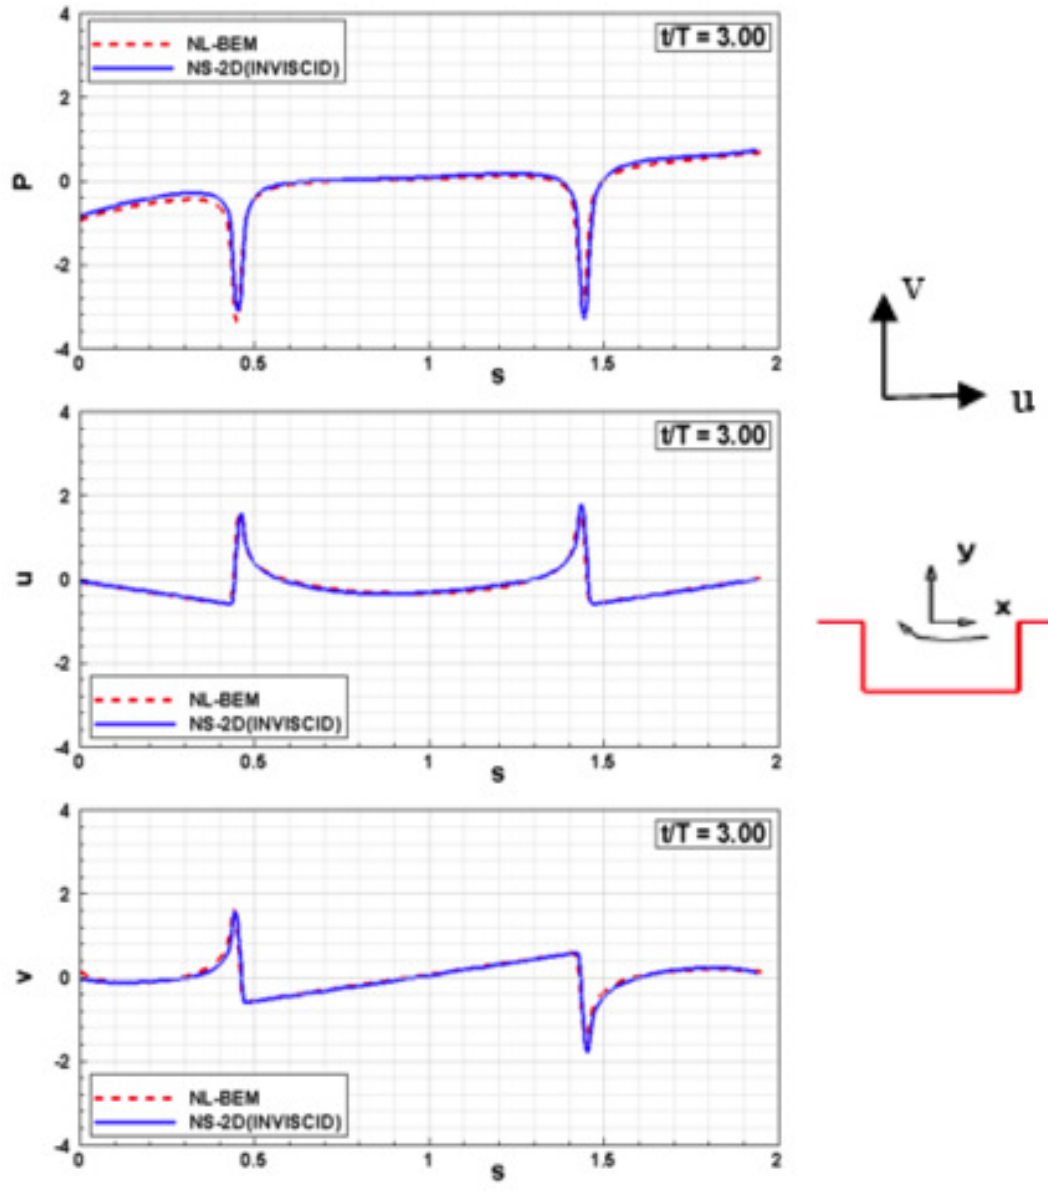 4
2
0
-2
-4
P
NL-BEM
NS-2D(INVISCID)
t/T = 3.00
0 0.5 1 1.5 2
s
v
u
4
2
0
-2
-4
u
t/T = 3.00
NL-BEM
NS-2D(INVISCID)
0 0.5 1 1.5 2
s
y
x
4
2
0
-2
-4
v
t/T = 3.00
NL-BEM
NS-2D(INVISCID)
0 0.5 1 1.5 2
s